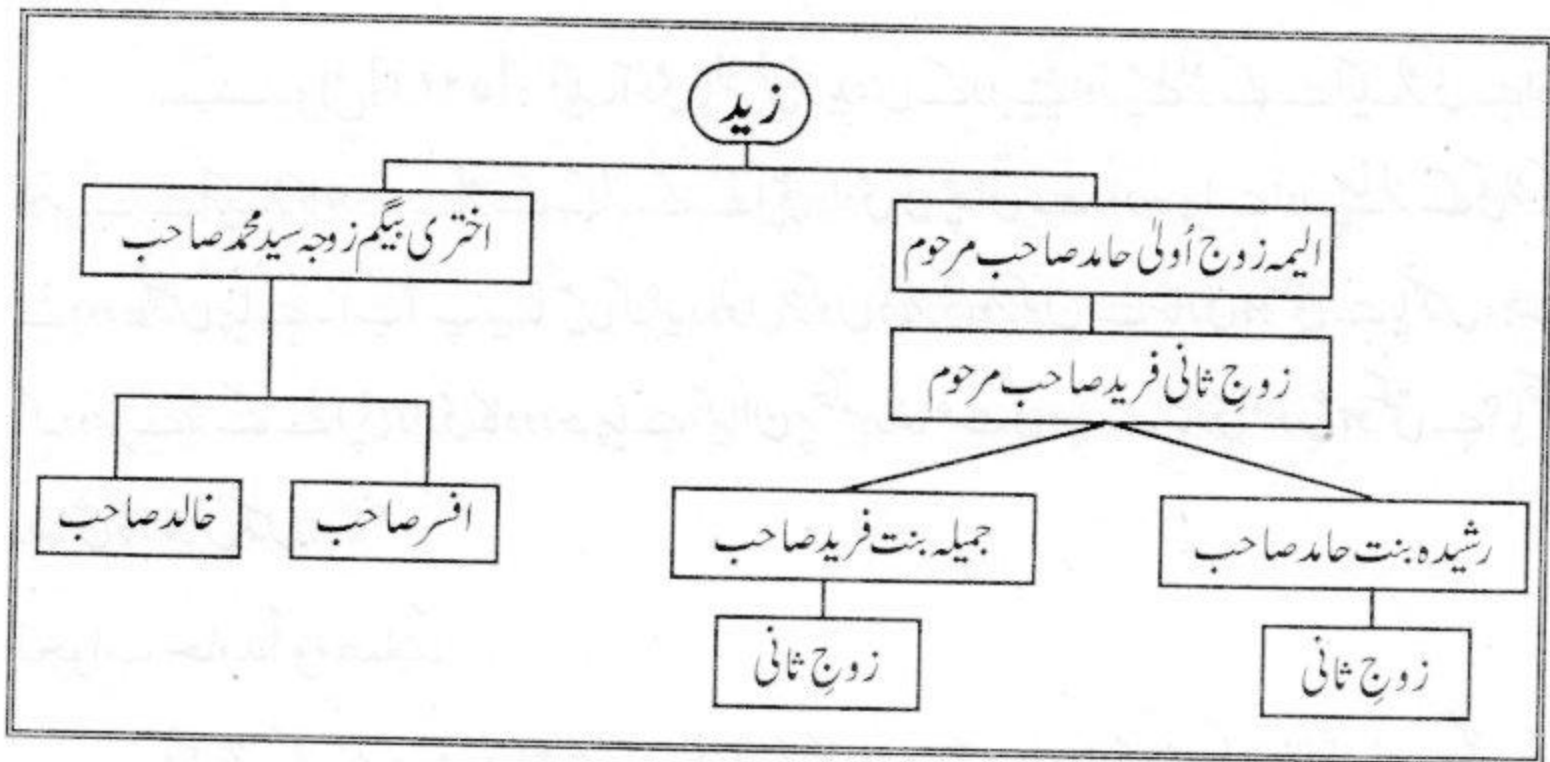 زید
الیمہ زوج أولیٰ حامد صاحب مرحوم
اختری بیگم زوجہ سید محمد صاحب
زوجِ ثانی فرید صاحب مرحوم
رشیدہ بنت حامد صاحب
جمیلہ بنت فرید صاحب
افسر صاحب
خالد صاحب
زوجِ ثانی
زوجِ ثانی